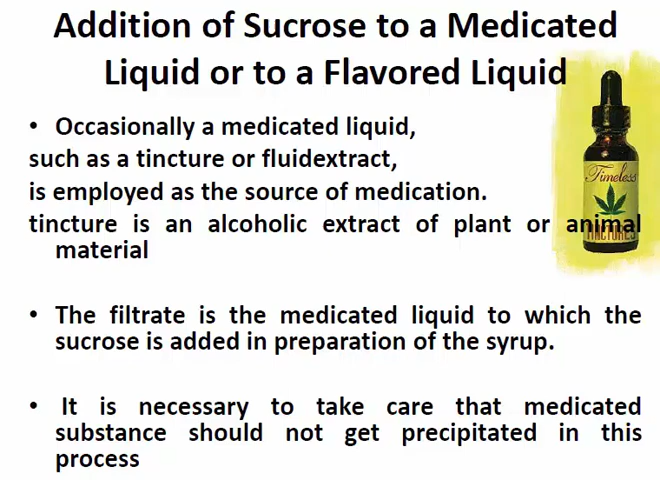 Addition of Sucrose to a Medicated
Liquid or to a Flavored Liquid
• Occasionally a medicated liquid,
such as a tincture or fluidextract,
is employed as the source of medication.
tincture is an alcoholic extract of plant or animal
material
Timeless
TINCTURES
• The filtrate is the medicated liquid to which the
sucrose is added in preparation of the syrup.
• It is necessary to take care that medicated
substance should not get precipitated in this
process